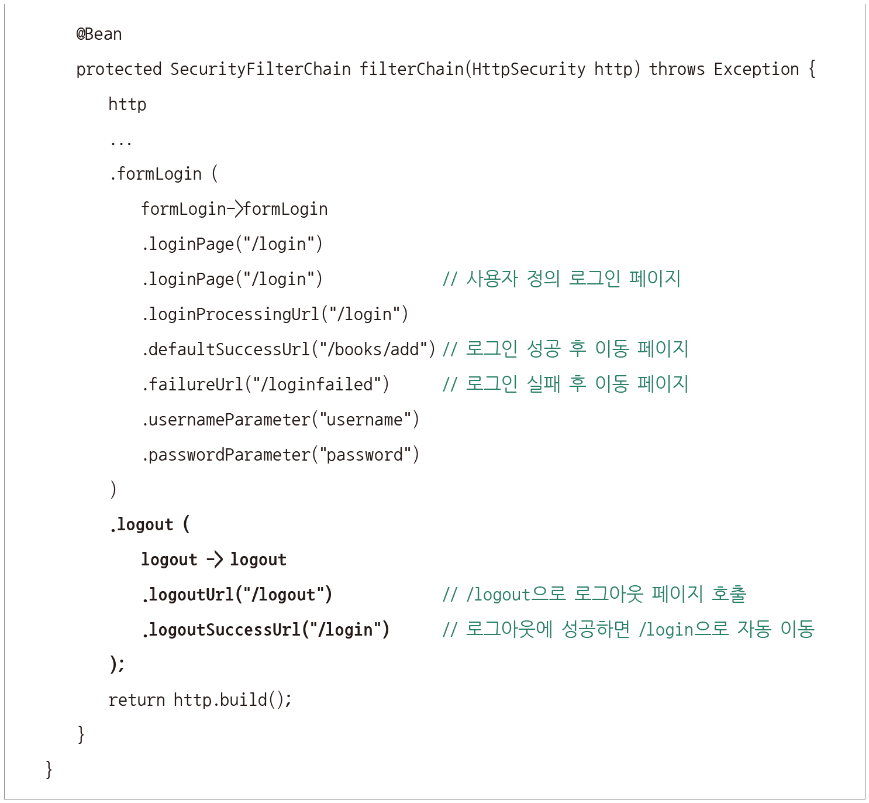 @Bean
protected SecurityFilterChain filterChain(HttpSecurity http) throws Exception {
http
...
.formLogin (
formLogin->formLogin
.loginPage("/login")
.loginPage("/login") // 사용자 정의 로그인 페이지
.loginProcessingUrl("/login")
.defaultSuccessUrl("/books/add") // 로그인 성공 후 이동 페이지
.failureUrl("/loginfailed") // 로그인 실패 후 이동 페이지
.usernameParameter("username")
.passwordParameter("password")
)
.logout (
logout -> logout
.logoutUrl("/logout") // /logout으로 로그아웃 페이지 호출
.logoutSuccessUrl("/login") // 로그아웃에 성공하면 /login으로 자동 이동
);
return http.build();
}
}